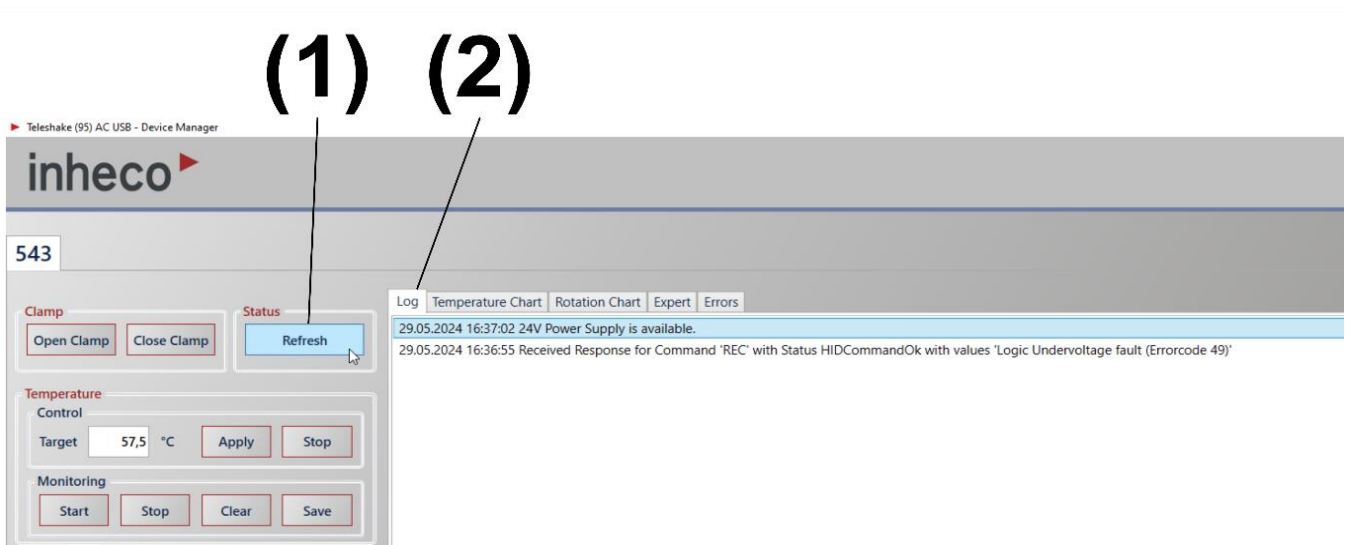 (1) (2)
Teleshake (95) AC USB - Device Manager
inheco
543
Clamp
Open Clamp Close Clamp
Status
Refresh
Temperature
Control
Target 57,5 °C Apply Stop
Monitoring
Start Stop Clear Save
Log Temperature Chart Rotation Chart Expert Errors
29.05.2024 16:37:02 24V Power Supply is available.
29.05.2024 16:36:55 Received Response for Command 'REC' with Status HIDCommandOk with values 'Logic Undervoltage fault (Errorcode 49)'